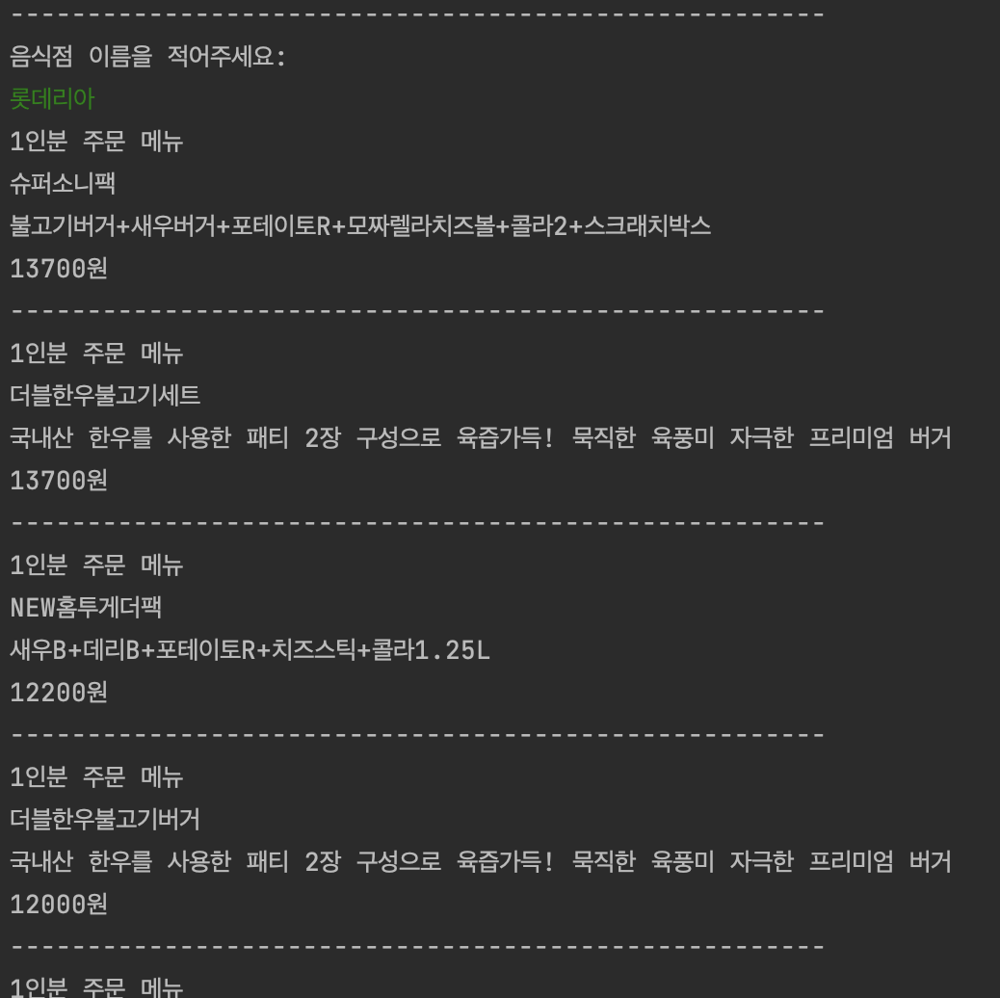 -----------------------------------------------------
음식점 이름을 적어주세요:
롯데리아
1인분 주문 메뉴
슈퍼소니팩
불고기버거+새우버거+포테이토R+모짜렐라치즈볼+콜라2+스크래치박스
13700원
-----------------------------------------------------
1인분 주문 메뉴
더블한우불고기세트
국내산 한우를 사용한 패티 2장 구성으로 육즙가득! 묵직한 육풍미 자극한 프리미엄 버거
13700원
-----------------------------------------------------
1인분 주문 메뉴
NEW홈투게더팩
새우B+데리B+포테이토R+치즈스틱+콜라1.25L
12200원
-----------------------------------------------------
1인분 주문 메뉴
더블한우불고기버거
국내산 한우를 사용한 패티 2장 구성으로 육즙가득! 묵직한 육풍미 자극한 프리미엄 버거
12000원
-----------------------------------------------------
1인분 주문 메뉴